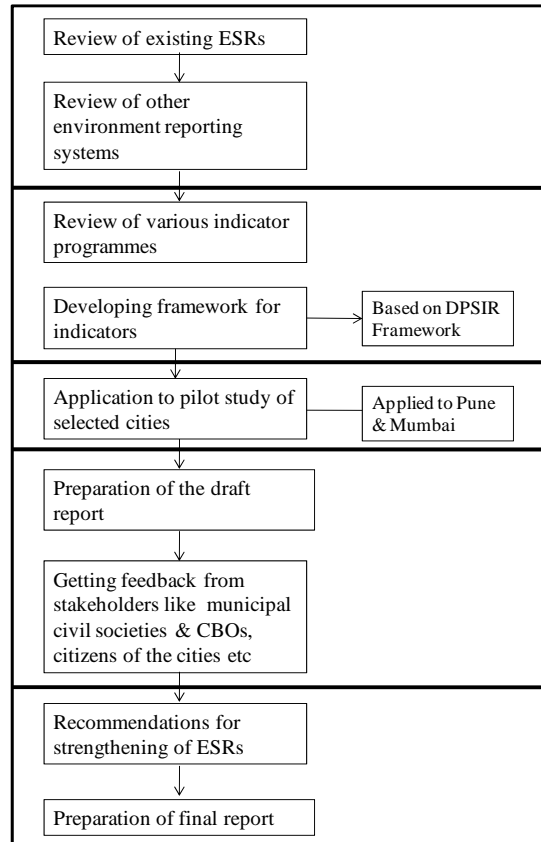 Review of existing ESRs
Review of other
environment reporting
systems
Review of various indicator
programmes
Developing framework for
indicators
Based on DPSIR
Framework
Application to pilot study of
selected cities
Applied to Pune
& Mumbai
Preparation of the draft
report
Getting feedback from
stakeholders like municipal
civil societies & CBOs,
citizens of the cities etc
Recommendations for
strengthening of ESRs
Preparation of final report